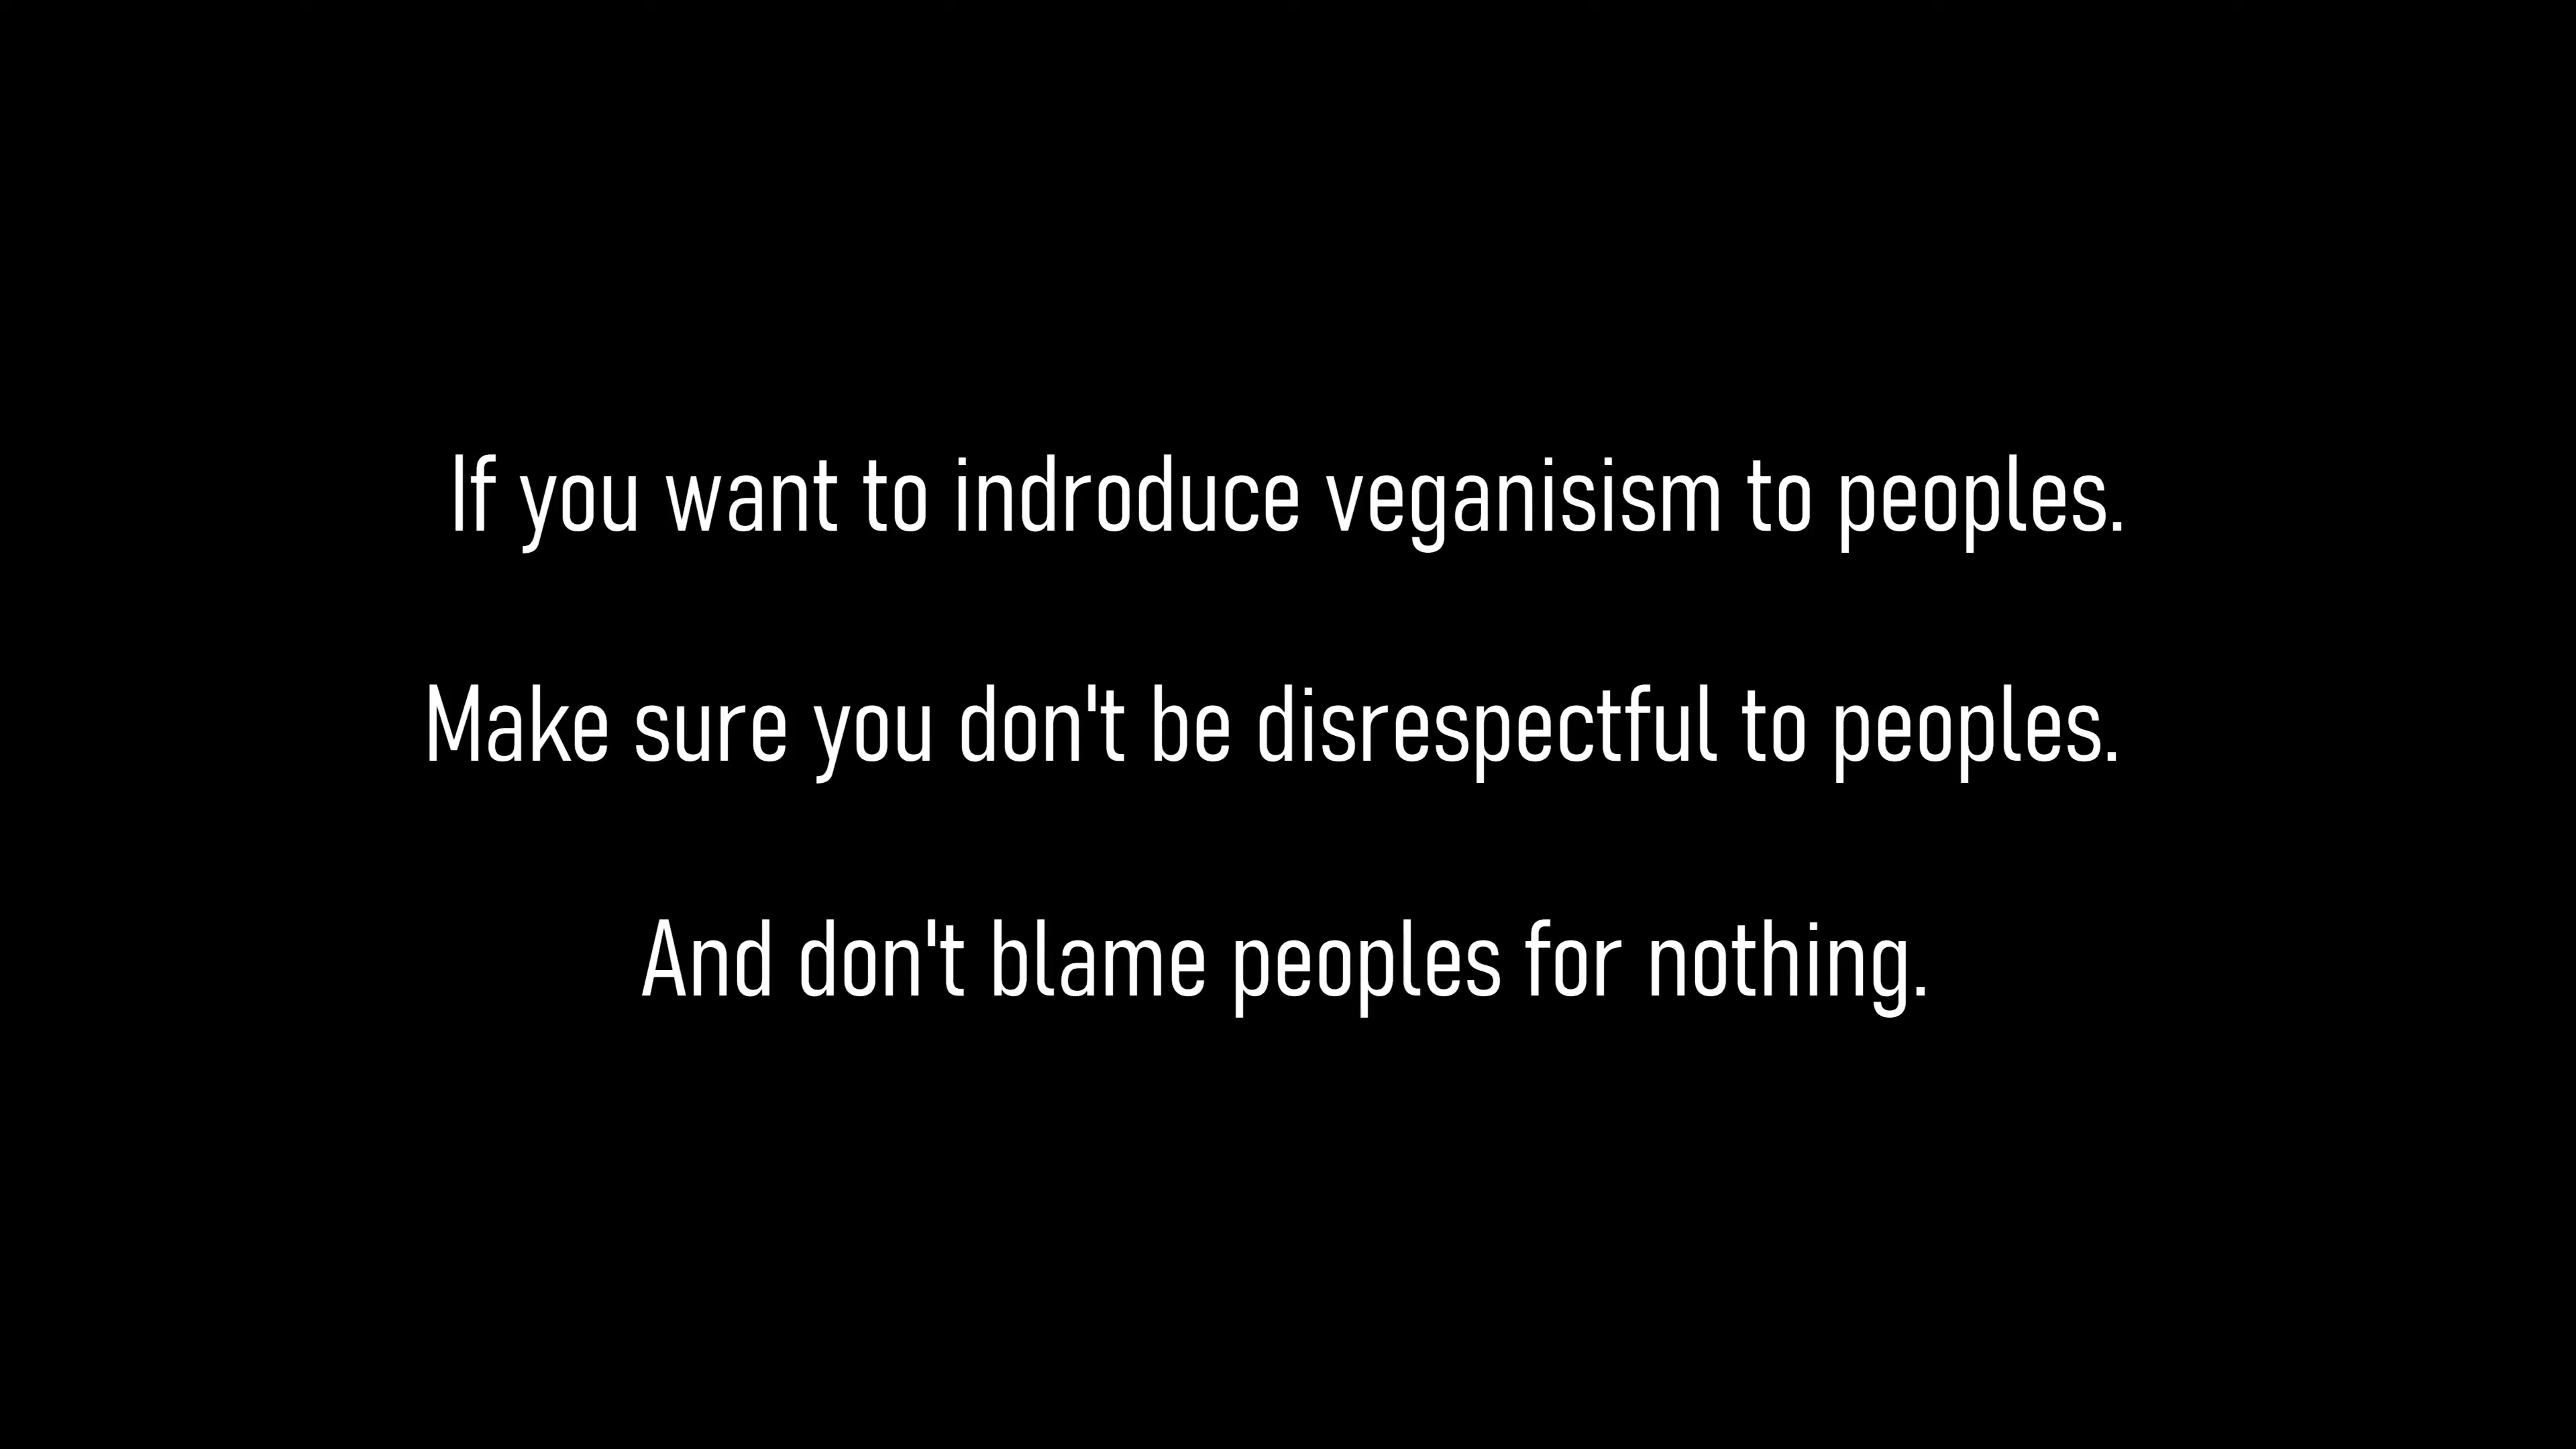 If you want to indroduce veganisism to peoples.
Make sure you don't be disrespectful to peoples.
And don't blame peoples for nothing.